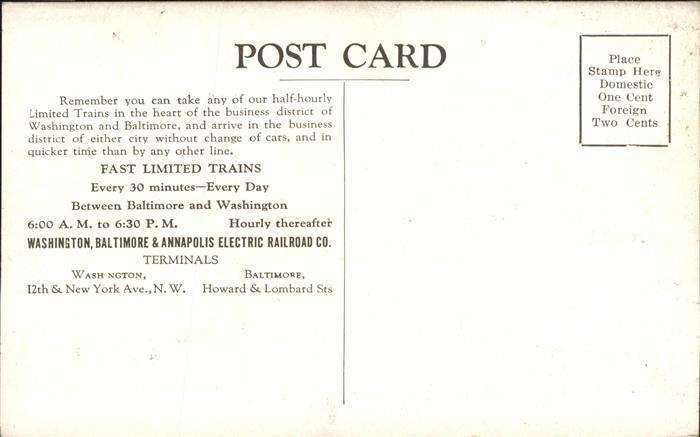 POST CARD
Place
Stamp Here
Domestic
One Cent
Foreign
Two Cents
Remember you can take any of our half-hourly
Limited Trains in the heart of the business district of
Washington and Baltimore, and arrive in the business
district of either city without change of cars, and in
quicker time than by any other line.
FAST LIMITED TRAINS
Every 30 minutes—Every Day
Between Baltimore and Washington
6:00 A. M. to 6:30 P. M. Hourly thereafter
WASHINGTON, BALTIMORE & ANNAPOLIS ELECTRIC RAILROAD CO.
TERMINALS
WASH NGTON, BALTIMORE,
12th & New York Ave., N. W. Howard & Lombard Sts